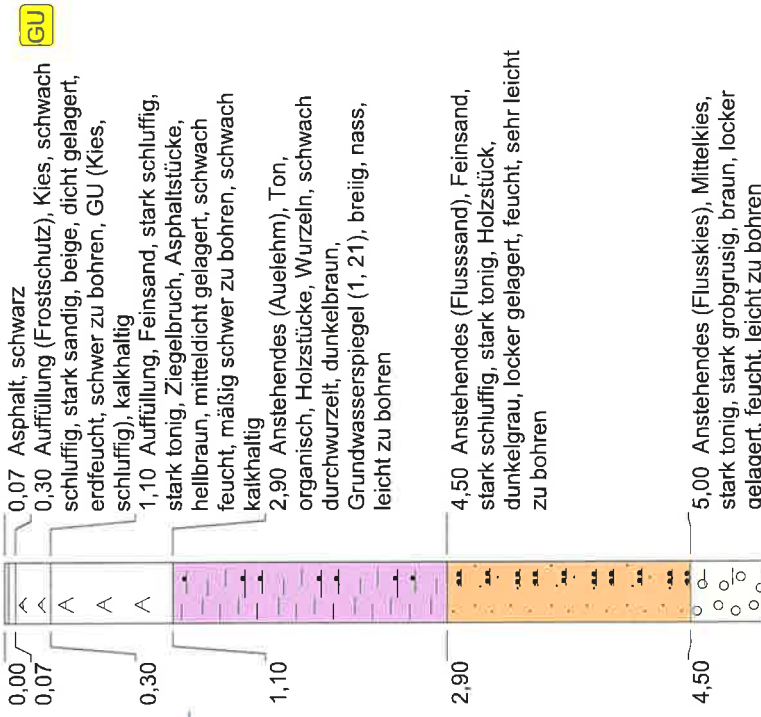 0,00
0,07
0,30
1,10
2,90
4,50
0,07 Asphalt, schwarz
0,30 Auffüllung (Frostschutz), Kies, schwach
schluffig, stark sandig, beige, dicht gelagert,
erdfeucht, schwer zu bohren, GU (Kies,
schluffig), kalkhaltig
GU
1,10 Auffüllung, Feinsand, stark schluffig,
stark tonig, Ziegelbruch, Asphaltstücke,
hellbraun, mitteldicht gelagert, schwach
feucht, mäßig schwer zu bohren, schwach
kalkhaltig
2,90 Anstehendes (Auelehm), Ton,
organisch, Holzstücke, Wurzeln, schwach
durchwurzelt, dunkelbraun,
Grundwasserspiegel (1, 21), breiig, nass,
leicht zu bohren
4,50 Anstehendes (Flusssand), Feinsand,
stark schluffig, stark tonig, Holzstück,
dunkelgrau, locker gelagert, feucht, sehr leicht
zu bohren
5,00 Anstehendes (Flusskies), Mittelkies,
stark tonig, stark grobgrusig, braun, locker
gelagert, feucht, leicht zu bohren